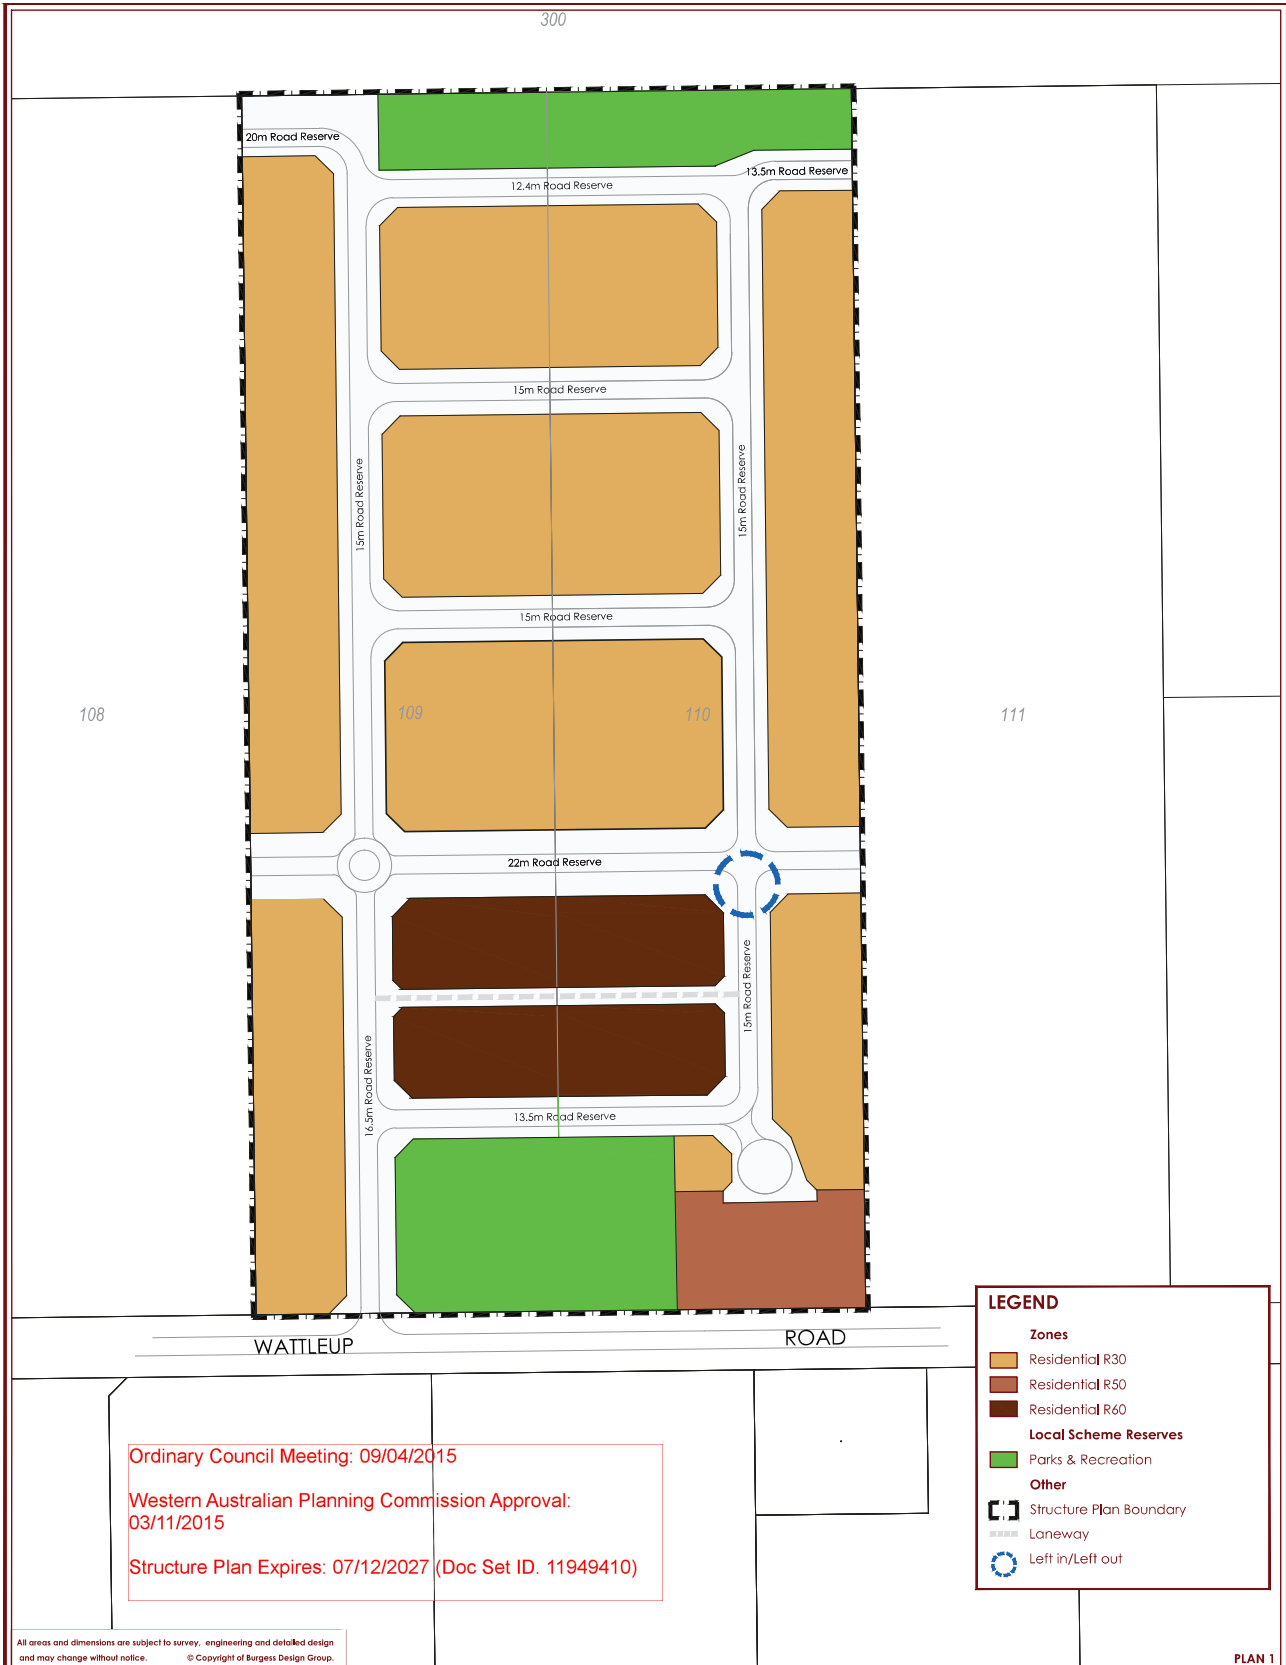 300
20m Road Reserve
13.5m Road Reserve
12.4m Road Reserve
15m Road Reserve
15m Road Reserve
15m Road Reserve
15m Road Reserve
108
109
110
111
22m Road Reserve
15m Road Reserve
16.5m Road Reserve
13.5m Road Reserve
WATTLEUP ROAD
LEGEND
Zones
Residential R30
Residential R50
Residential R60
Local Scheme Reserves
Parks & Recreation
Other
Structure Plan Boundary
Laneway
Left in/Left out
Ordinary Council Meeting: 09/04/2015
Western Australian Planning Commission Approval:
03/11/2015
Structure Plan Expires: 07/12/2027 (Doc Set ID. 11949410)
All areas and dimensions are subject to survey, engineering and detailed design
and may change without notice. © Copyright of Burgess Design Group.
PLAN 1